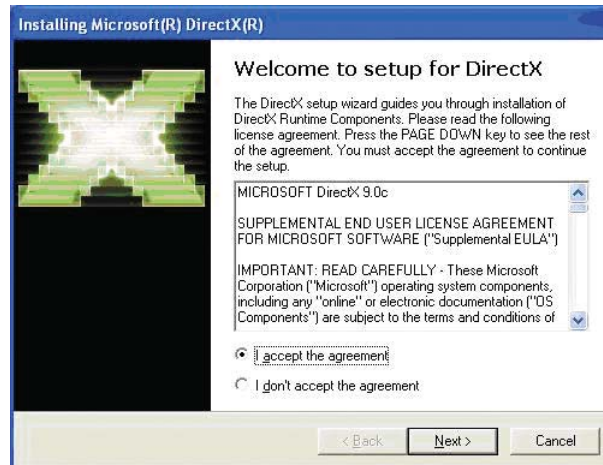 Installing Microsoft(R) DirectX(R)
Welcome to setup for DirectX
The DirectX setup wizard guides you through installation of
DirectX Runtime Components. Please read the following
license agreement. Press the PAGE DOWN key to see the rest
of the agreement. You must accept the agreement to continue
the setup.
MICROSOFT DirectX 9.0c
SUPPLEMENTAL END USER LICENSE AGREEMENT
FOR MICROSOFT SOFTWARE ("Supplemental EULA")
IMPORTANT: READ CAREFULLY - These Microsoft
Corporation ("Microsoft") operating system components,
including any "online" or electronic documentation ("OS
Components") are subject to the terms and conditions of
I accept the agreement
I don't accept the agreement
< Back Next > Cancel